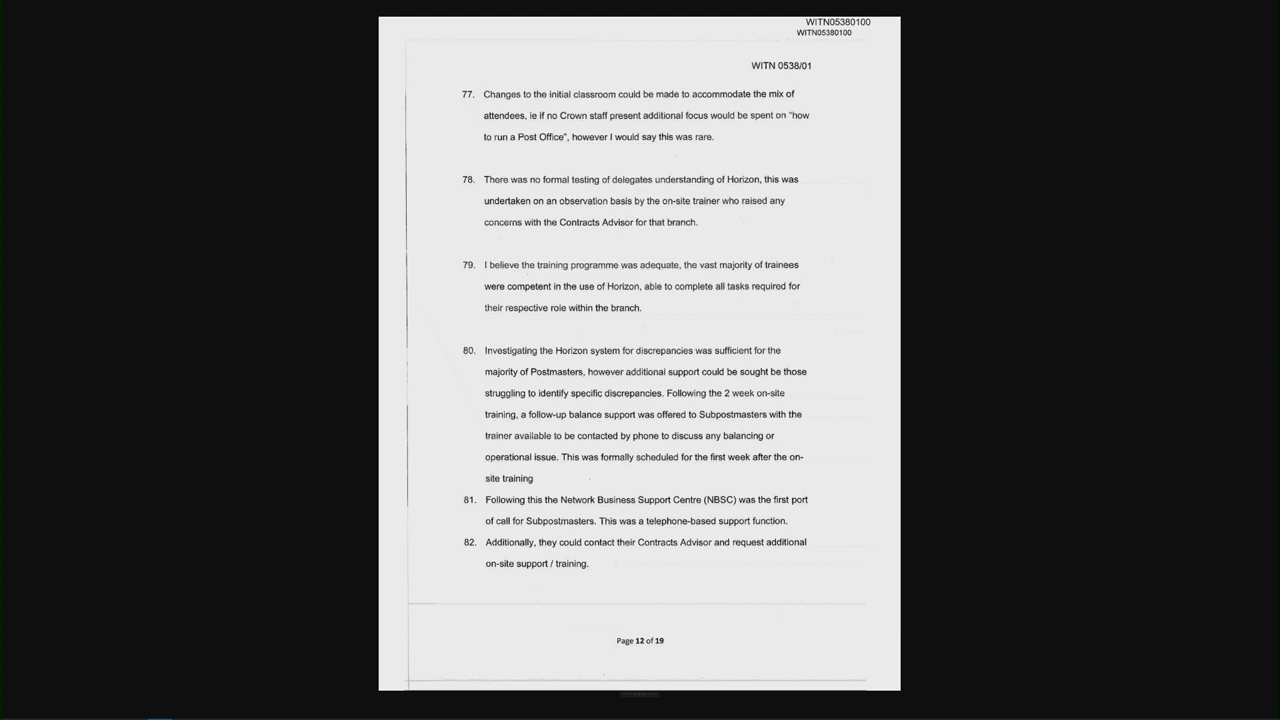 WITN05380100
WITN05380100
WITN 0538/01
77. Changes to the initial classroom could be made to accommodate the mix of
attendees, ie if no Crown staff present additional focus would be spent on "how
to run a Post Office", however I would say this was rare.
78. There was no formal testing of delegates understanding of Horizon, this was
undertaken on an observation basis by the on-site trainer who raised any
concerns with the Contracts Advisor for that branch.
79. I believe the training programme was adequate, the vast majority of trainees
were competent in the use of Horizon, able to complete all tasks required for
their respective role within the branch.
80. Investigating the Horizon system for discrepancies was sufficient for the
majority of Postmasters, however additional support could be sought be those
struggling to identify specific discrepancies. Following the 2 week on-site
training, a follow-up balance support was offered to Subpostmasters with the
trainer available to be contacted by phone to discuss any balancing or
operational issue. This was formally scheduled for the first week after the on-
site training
81. Following this the Network Business Support Centre (NBSC) was the first port
of call for Subpostmasters. This was a telephone-based support function.
82. Additionally, they could contact their Contracts Advisor and request additional
on-site support / training.
Page 12 of 19